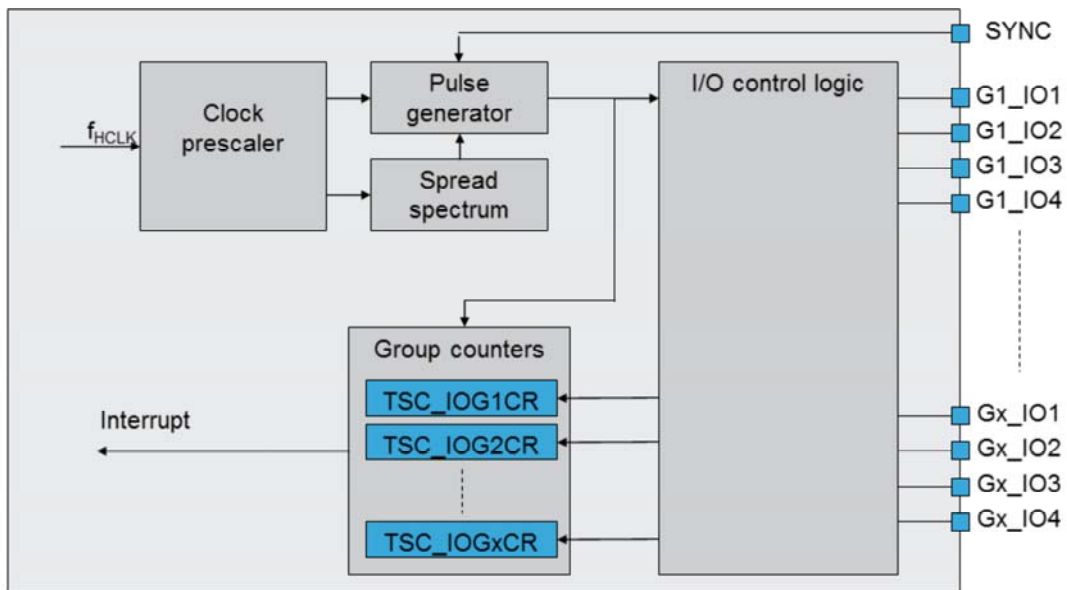 SYNC
Clock
prescaler
fHCLK
Pulse
generator
Spread
spectrum
I/O control logic
G1_IO1
G1_IO2
G1_IO3
G1_IO4
Group counters
TSC_IOG1CR
TSC_IOG2CR
TSC_IOGxCR
Interrupt
Gx_IO1
Gx_IO2
Gx_IO3
Gx_IO4